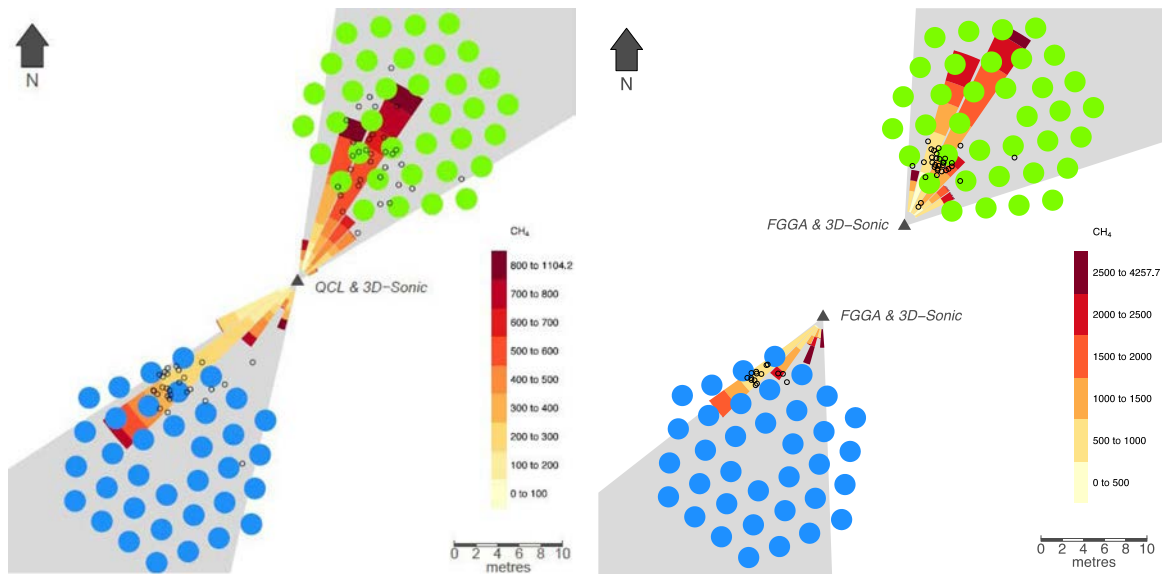 N
QCL & 3D-Sonic
CH₄
800 to 1104.2
700 to 800
600 to 700
500 to 600
400 to 500
300 to 400
200 to 300
100 to 200
0 to 100
0 2 4 6 8 10
metres
N
FGGA & 3D-Sonic
FGGA & 3D-Sonic
CH₄
2500 to 4257.7
2000 to 2500
1500 to 2000
1000 to 1500
500 to 1000
0 to 500
0 2 4 6 8 10
metres